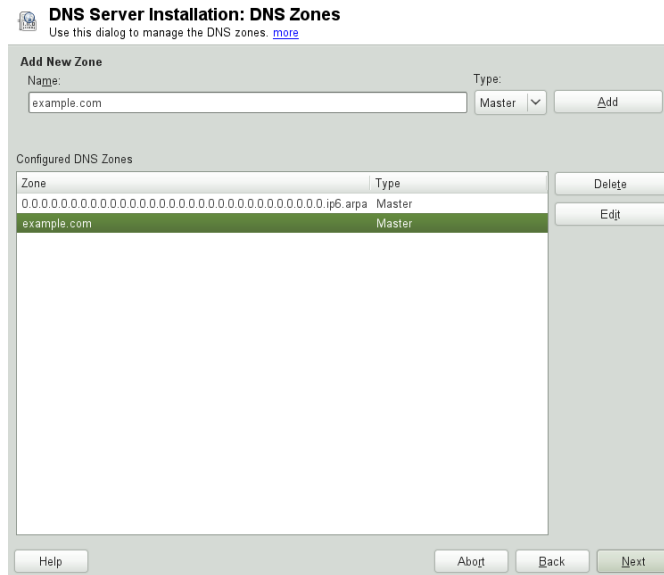 DNS Server Installation: DNS Zones
Use this dialog to manage the DNS zones. more
Add New Zone
Name: Type:
example.com Master Add
Configured DNS Zones
Zone Type
0.0.0.0.0.0.0.0.0.0.0.0.0.0.0.0.0.0.0.0.0.0.0.0.0.0.0.0.0.0.0.ip6.arpa Master
example.com Master
Delete
Edit
Help Abort Back Next